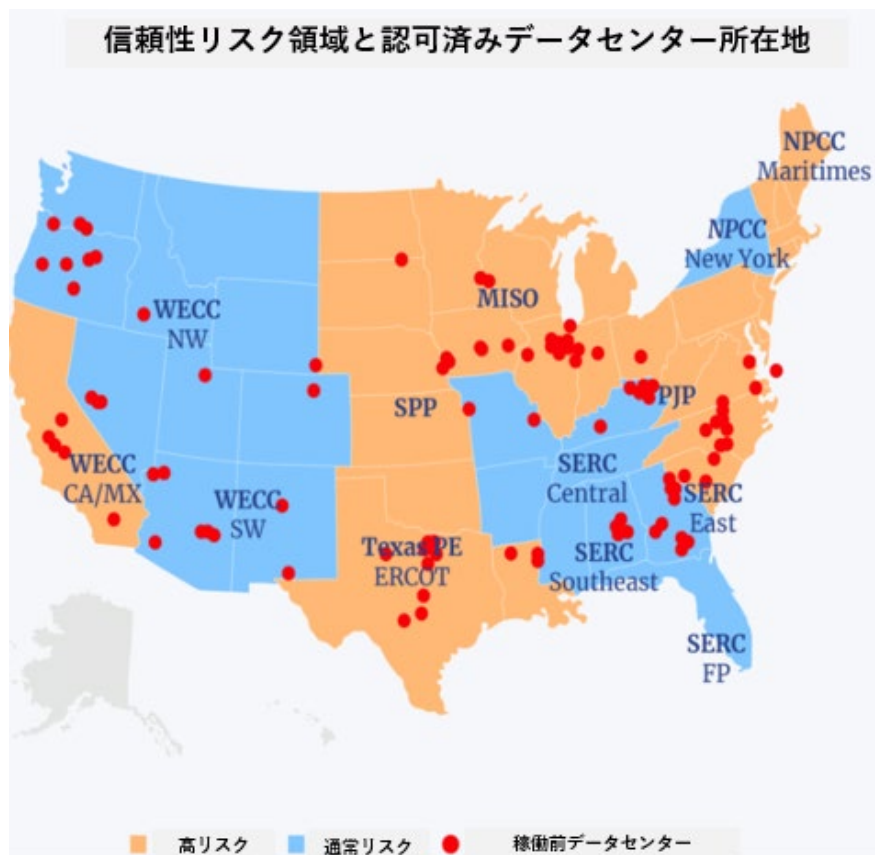 信頼性リスク領域と認可済みデータセンター所在地
NPCC
Maritimes
NPCC
New York
WECC
NW
MISO
SPP
PJP
WECC
CA/MX
WECC
SW
SERC
Central
SERC
East
Texas PE
ERCOT
SERC
Southeast
SERC
FP
高リスク
通常リスク
稼働前データセンター